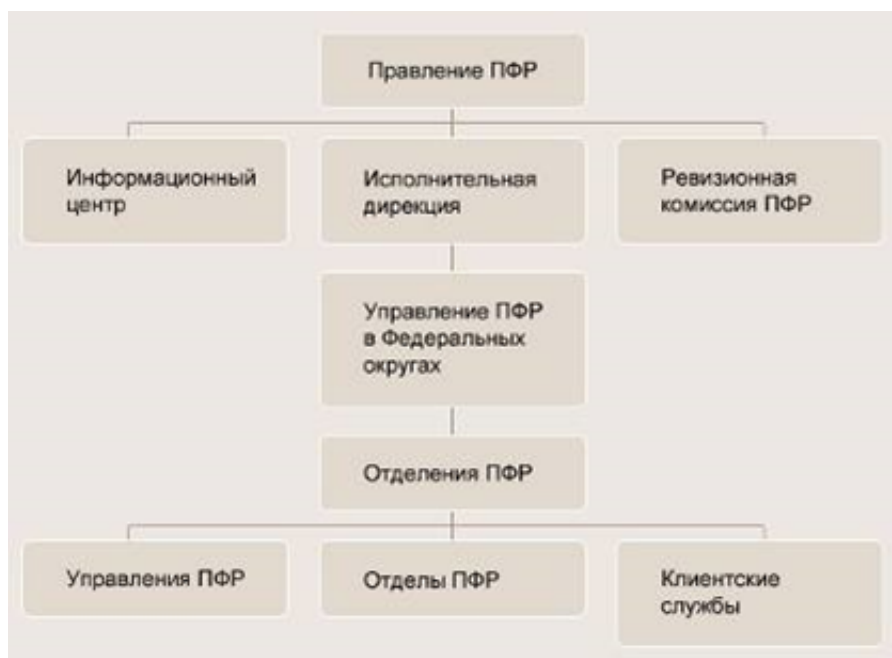 Правление ПФР
Информационный
центр
Исполнительная
дирекция
Ревизионная
комиссия ПФР
Управление ПФР
в Федеральных
округах
Отделения ПФР
Управления ПФР
Отделы ПФР
Клиентские
службы